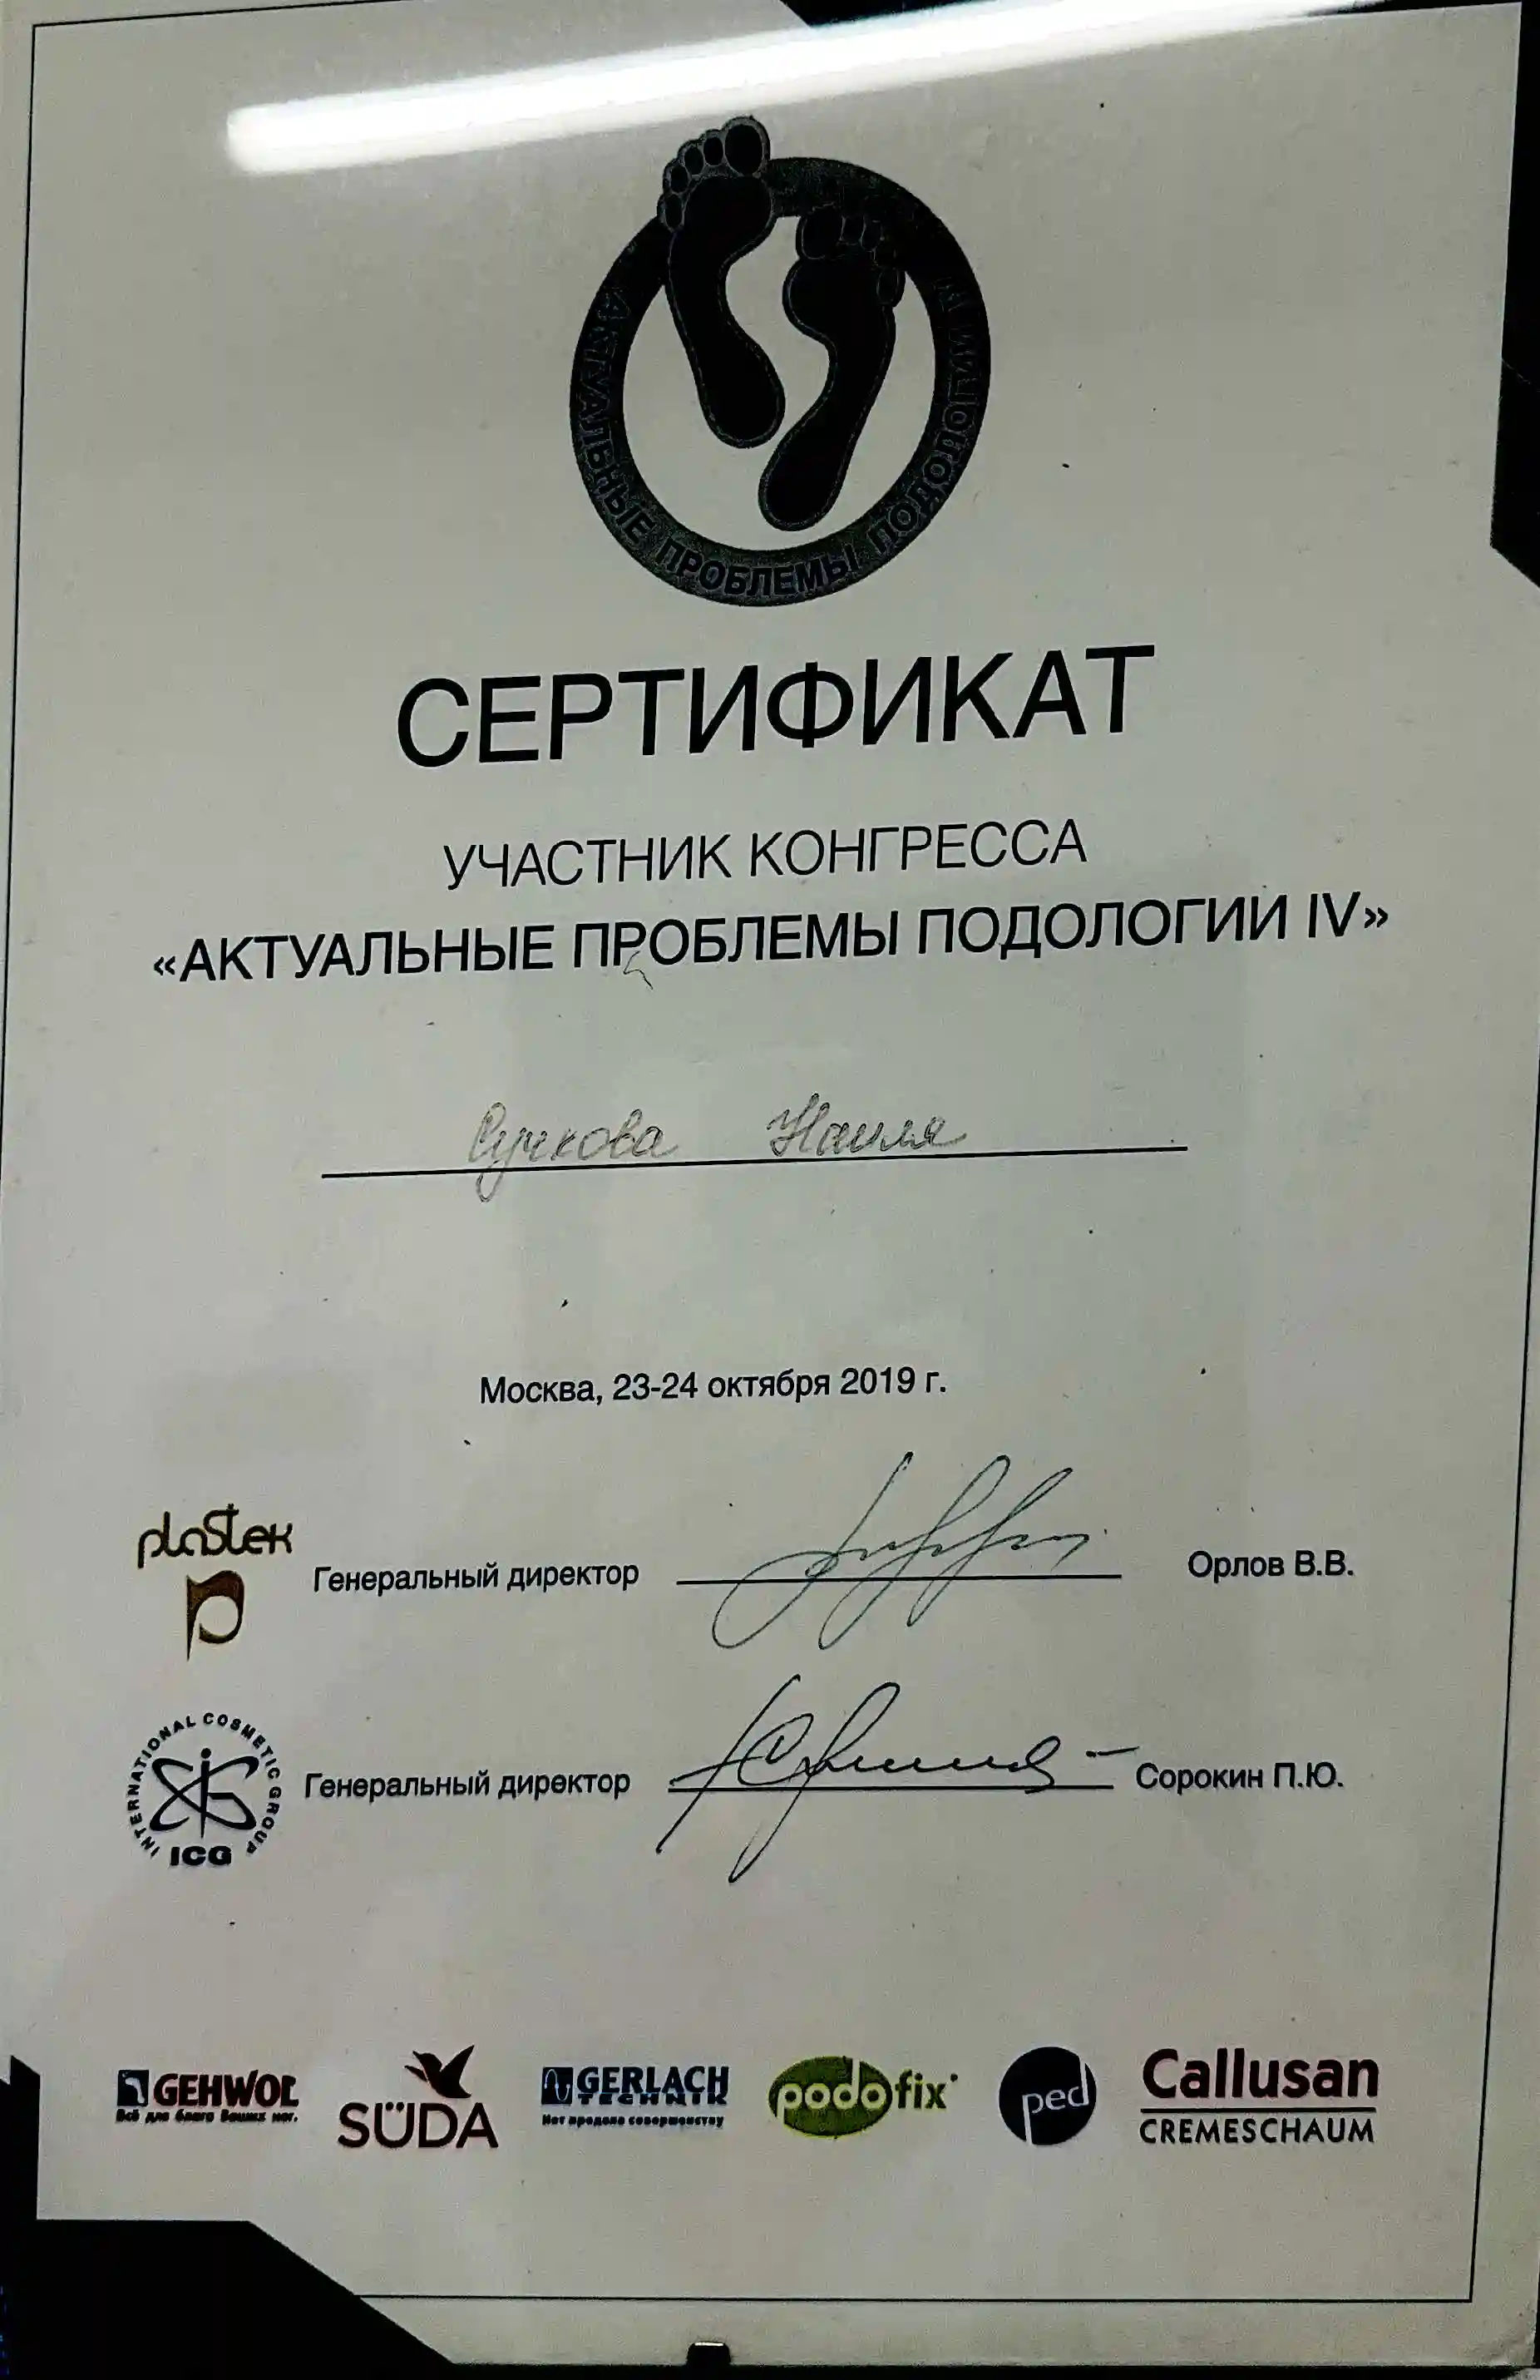 АКТУАЛЬНЫЕ ПРОБЛЕМЫ ПОДОЛОГИИ
СЕРТИФИКАТ
УЧАСТНИК КОНГРЕССА
«АКТУАЛЬНЫЕ ПРОБЛЕМЫ ПОДОЛОГИИ IV»
Сучкова Наиля
Москва, 23-24 октября 2019 г.
plastek
Генеральный директор Орлов В.В.
INTERNATIONAL COSMETIC GROUP
ICG
Генеральный директор Сорокин П.Ю.
GEHWOL
Всё для блага Ваших ног.
SÜDA
GERLACH
TECHNIK
Нет предела совершенству
podofix
ped
Callusan
CREMESCHAUM